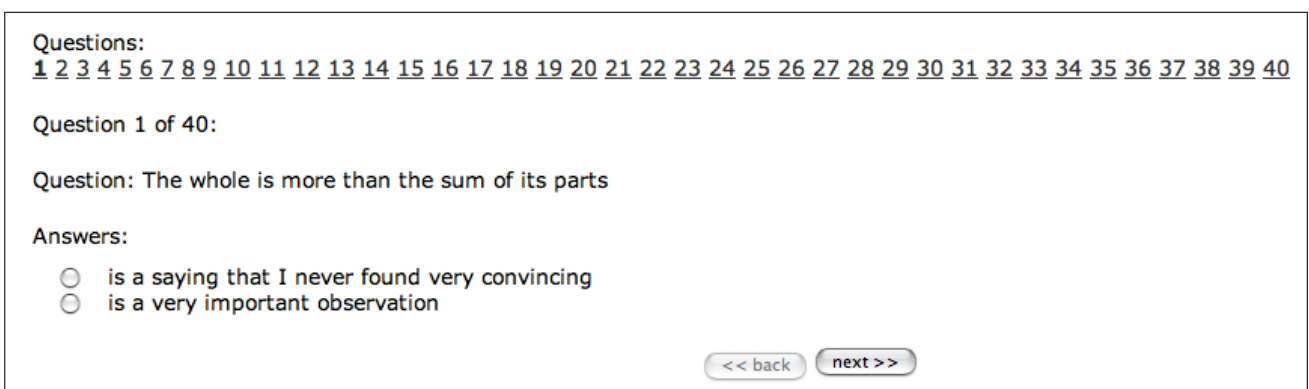 Questions:
1 2 3 4 5 6 7 8 9 10 11 12 13 14 15 16 17 18 19 20 21 22 23 24 25 26 27 28 29 30 31 32 33 34 35 36 37 38 39 40
Question 1 of 40:
Question: The whole is more than the sum of its parts
Answers:
is a saying that I never found very convincing
is a very important observation
<< back next >>